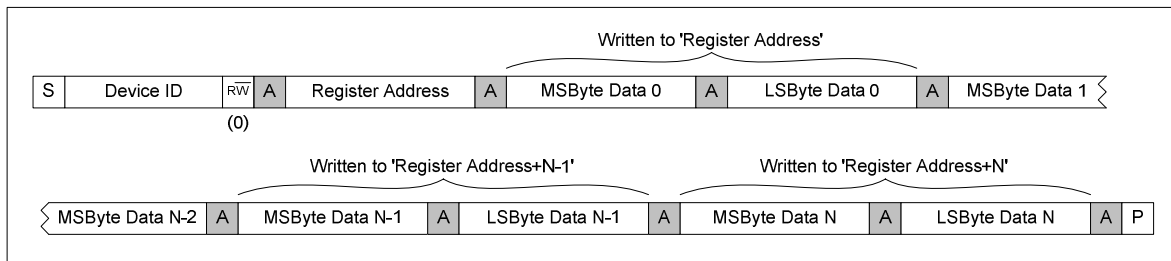 Written to 'Register Address'
S Device ID RW A Register Address A MSByte Data 0 A LSByte Data 0 A MSByte Data 1
(0)
Written to 'Register Address+N-1' Written to 'Register Address+N'
MSByte Data N-2 A MSByte Data N-1 A LSByte Data N-1 A MSByte Data N A LSByte Data N A P